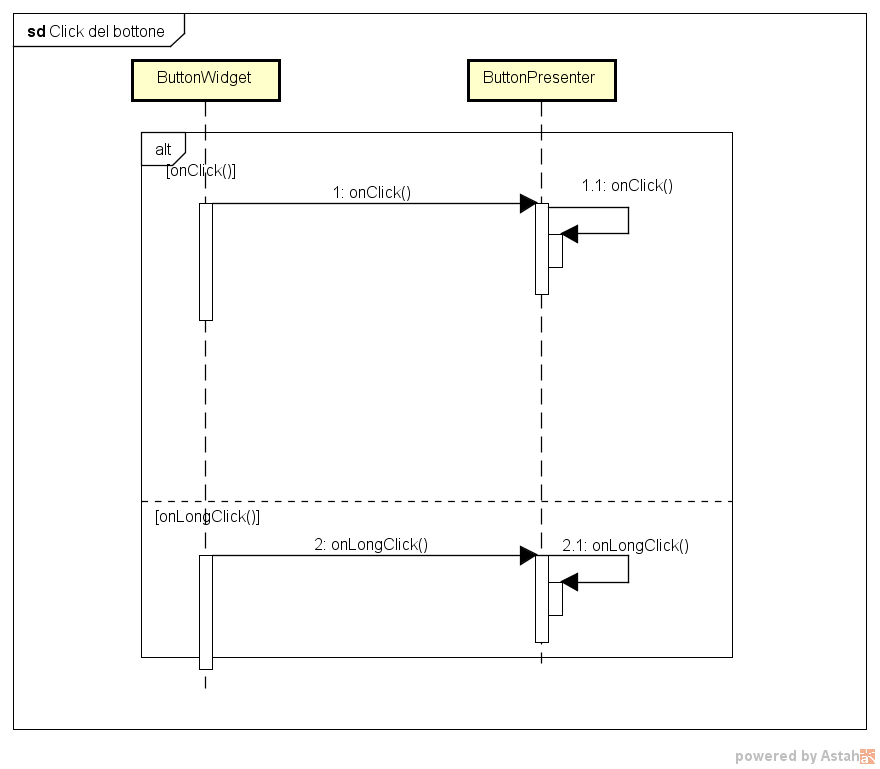 sd Click del bottone
ButtonWidget
ButtonPresenter
alt
[onClick()]
1: onClick()
1.1: onClick()
[onLongClick()]
2: onLongClick()
2.1: onLongClick()
powered by Astah